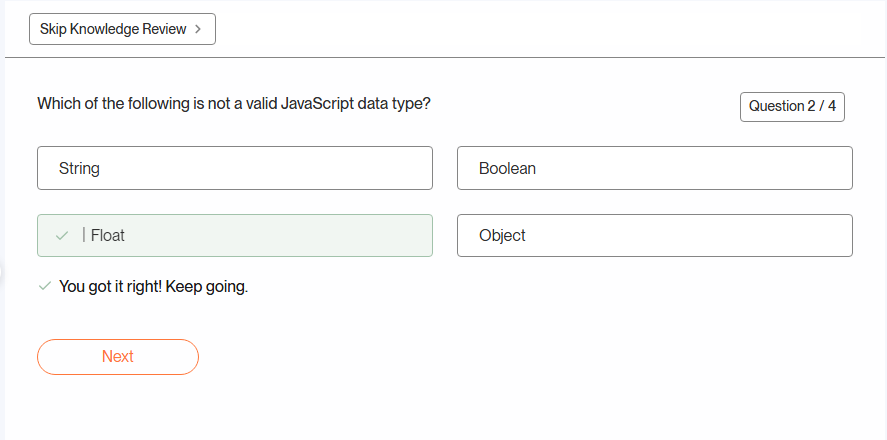 Skip Knowledge Review >
Which of the following is not a valid JavaScript data type?
Question 2 / 4
String
Boolean
✓ | Float
Object
✓ You got it right! Keep going.
Next